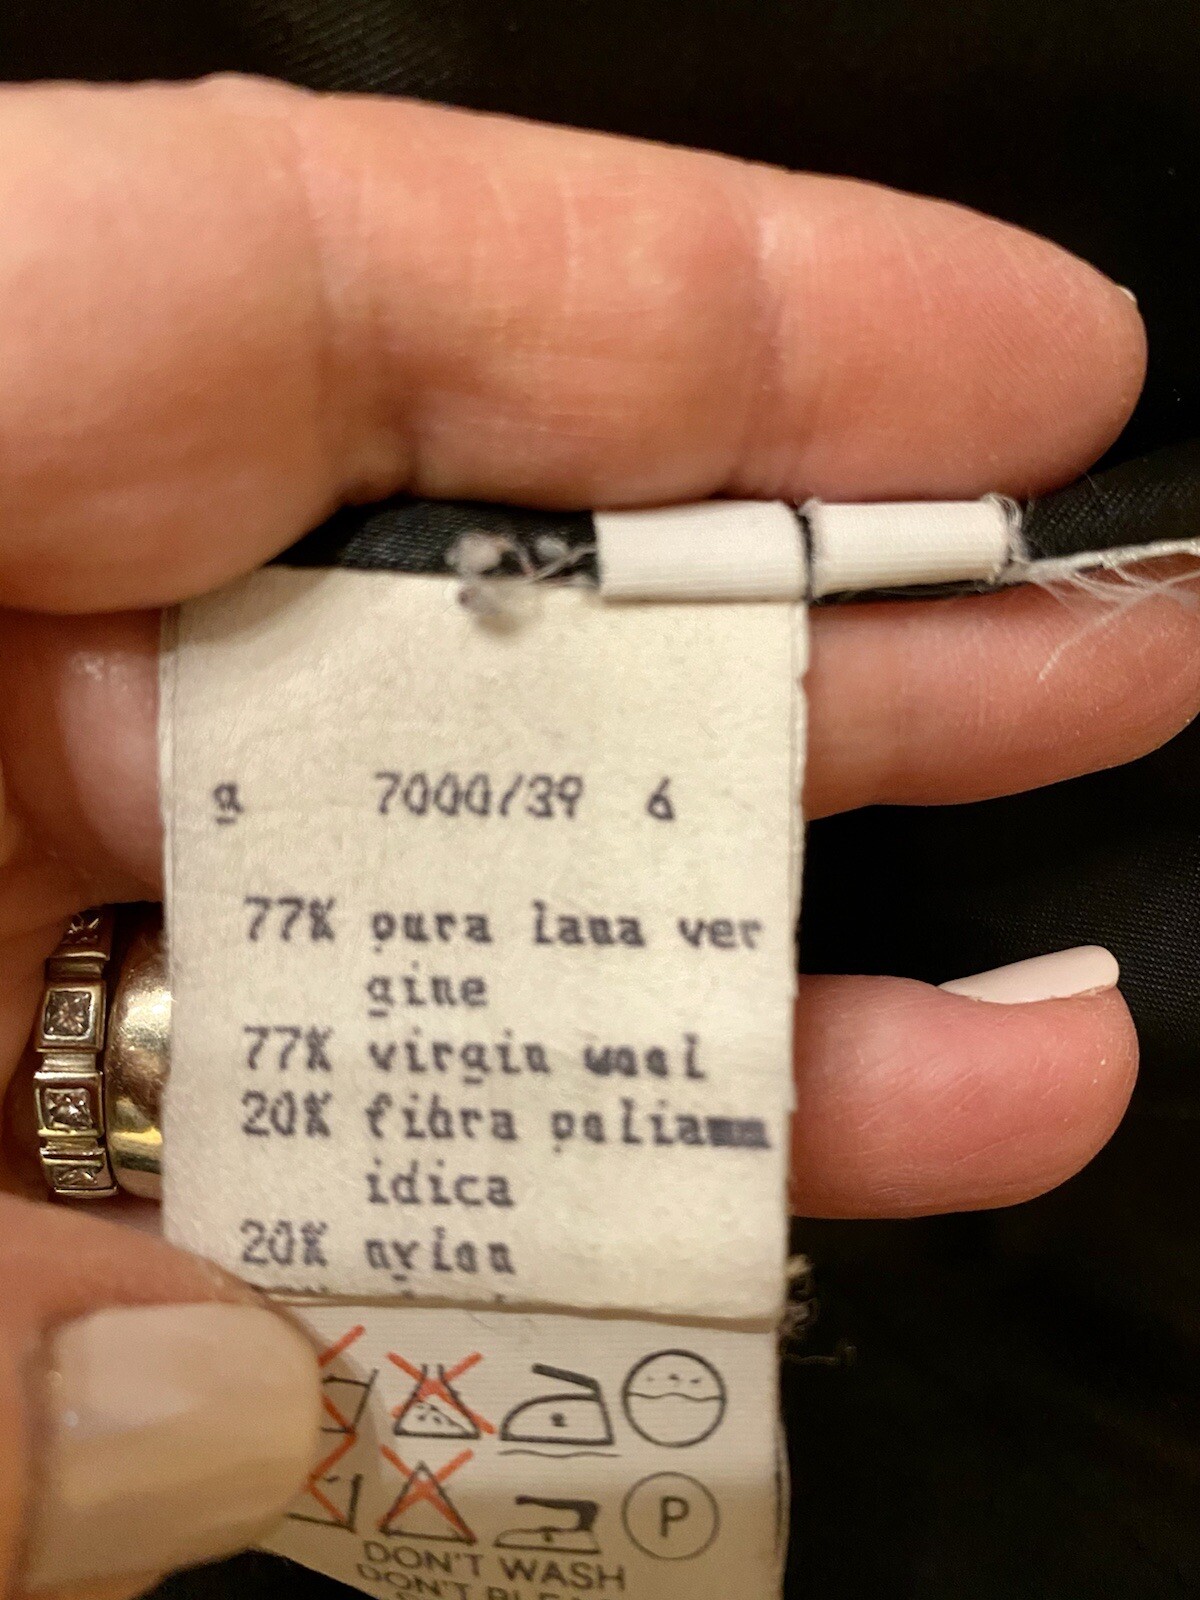 a 7000/39 6
77% pura lana ver
gine
77% virgin wool
20% fibra poliamm
idica
20% nylon
P
DON'T WASH
DON'T